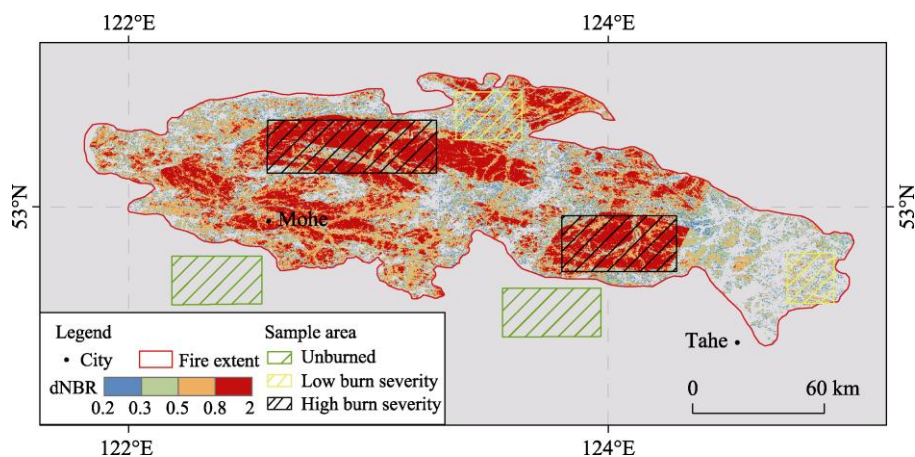 122°E 124°E
53°N 53°N
Mohe
Tahe
Legend Sample area
City Fire extent Unburned
dNBR Low burn severity
0.2 0.3 0.5 0.8 2 High burn severity
0 60 km
122°E 124°E